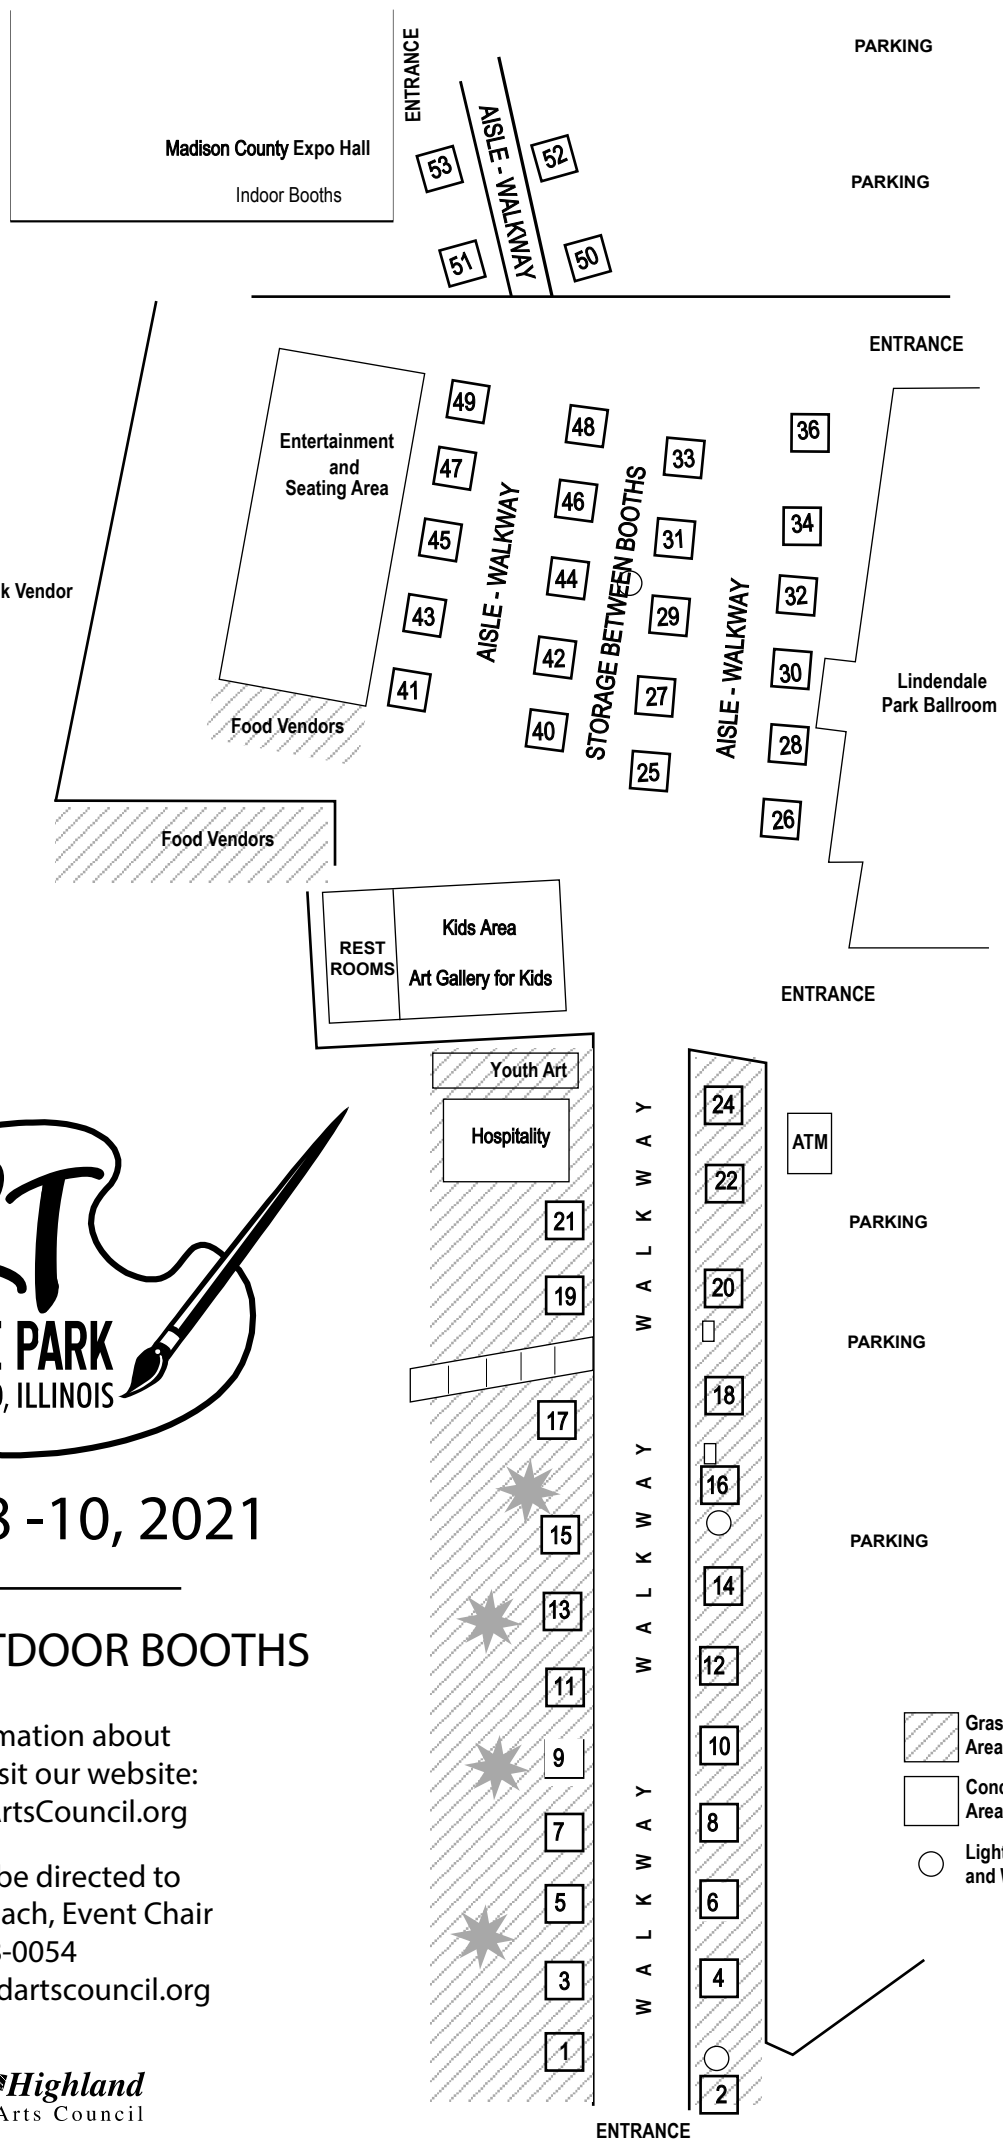 ENTRANCE
PARKING
AISLE - WALKWAY
Madison County Expo Hall
Indoor Booths
53
52
PARKING
51
50
ENTRANCE
49
48
36
Entertainment
and
Seating Area
33
47
46
34
45
31
AISLE - WALKWAY
STORAGE BETWEEN BOOTHS
44
32
k Vendor
43
29
AISLE - WALKWAY
42
30
41
27
Lindendale
Park Ballroom
Food Vendors
40
28
25
26
Food Vendors
REST
ROOMS
Kids Area
Art Gallery for Kids
ENTRANCE
Youth Art
Hospitality
WALKWAY
24
ATM
22
21
PARKING
19
20
PARKING
18
17
WALKWAY
16
15
PARKING
14
13
12
11
10
9
WALKWAY
8
7
6
5
4
3
1
2
ENTRANCE
RT
PARK
, ILLINOIS
-10, 2021
TDOOR BOOTHS
mation about
sit our website:
ArtsCouncil.org
be directed to
ach, Event Chair
-0054
dartscouncil.org
Highland
Arts Council
Gras
Area
Conc
Area
Light
and